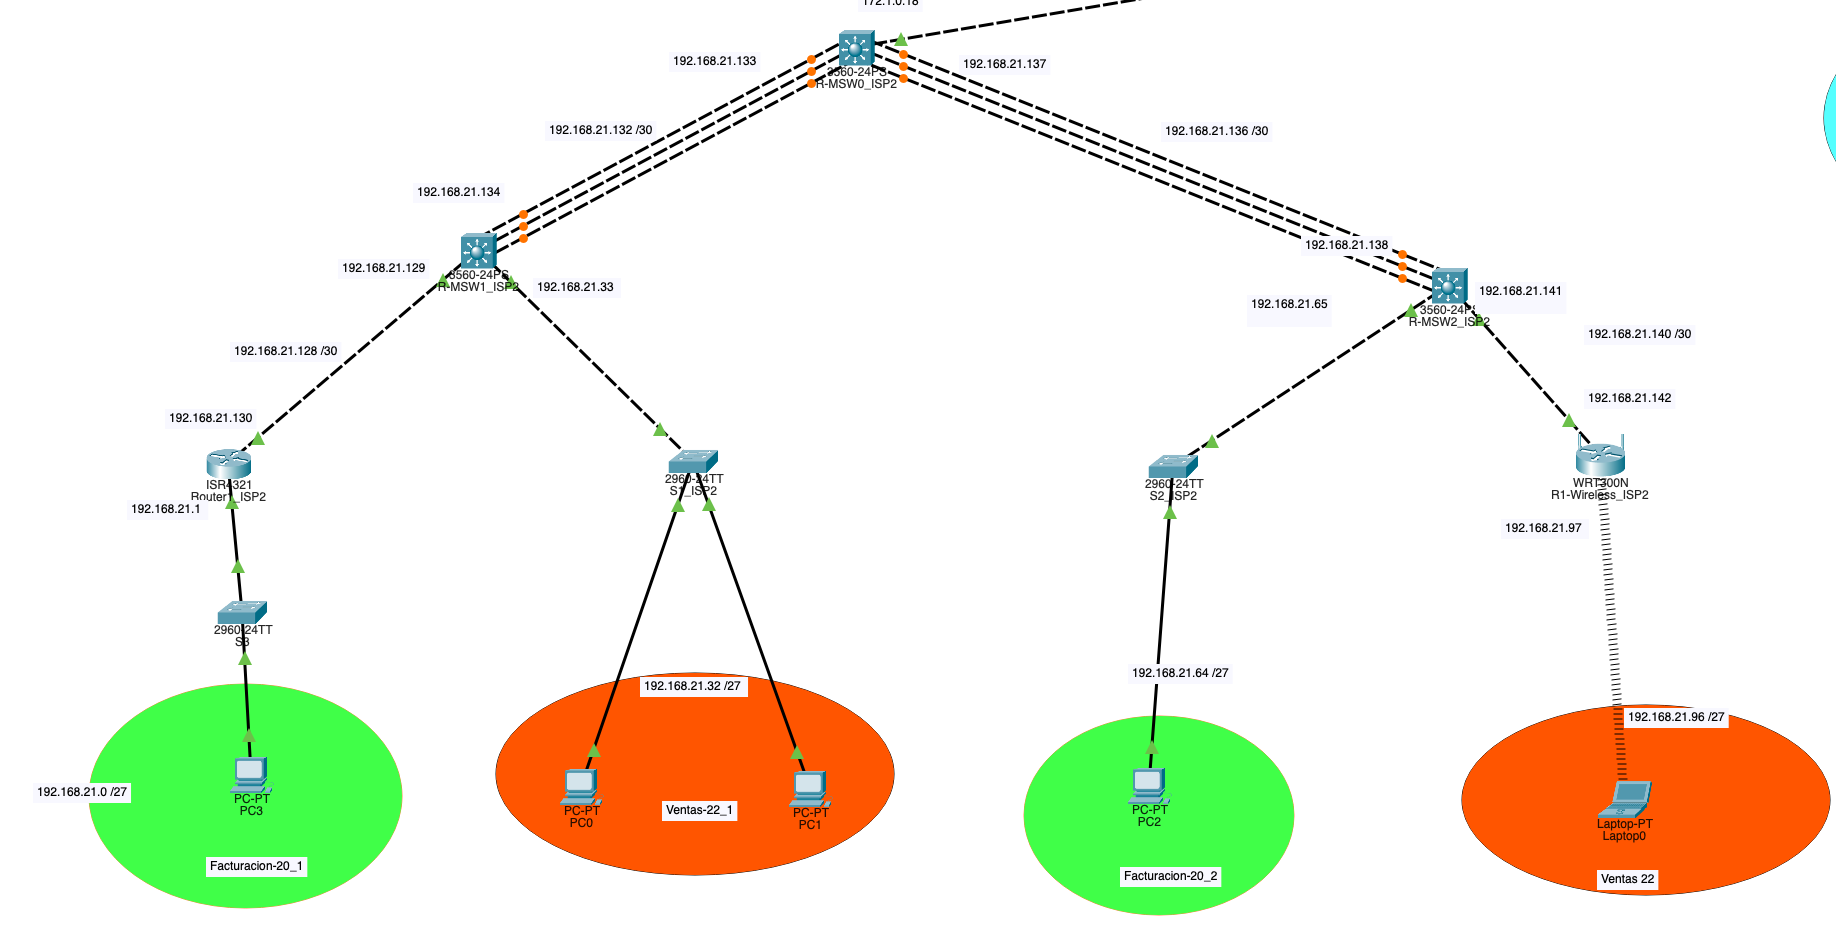 172.1.0.18
192.168.21.133
192.168.21.137
3560-24PS
R-MSW0_ISP2
192.168.21.132 /30
192.168.21.136 /30
192.168.21.134
192.168.21.138
192.168.21.129
3560-24PS
R-MSW1_ISP2
192.168.21.33
192.168.21.65
192.168.21.141
3560-24PS
R-MSW2_ISP2
192.168.21.128 /30
192.168.21.140 /30
192.168.21.130
192.168.21.142
ISR4321
Router1_ISP2
2960-24TT
S1_ISP2
2960-24TT
S2_ISP2
WRT300N
R1-Wireless_ISP2
192.168.21.1
192.168.21.97
2960-24TT
S3
192.168.21.32 /27
192.168.21.64 /27
192.168.21.96 /27
192.168.21.0 /27
PC-PT
PC3
PC-PT
PC0
Ventas-22_1
PC-PT
PC1
PC-PT
PC2
Laptop-PT
Laptop0
Facturacion-20_1
Facturacion-20_2
Ventas 22